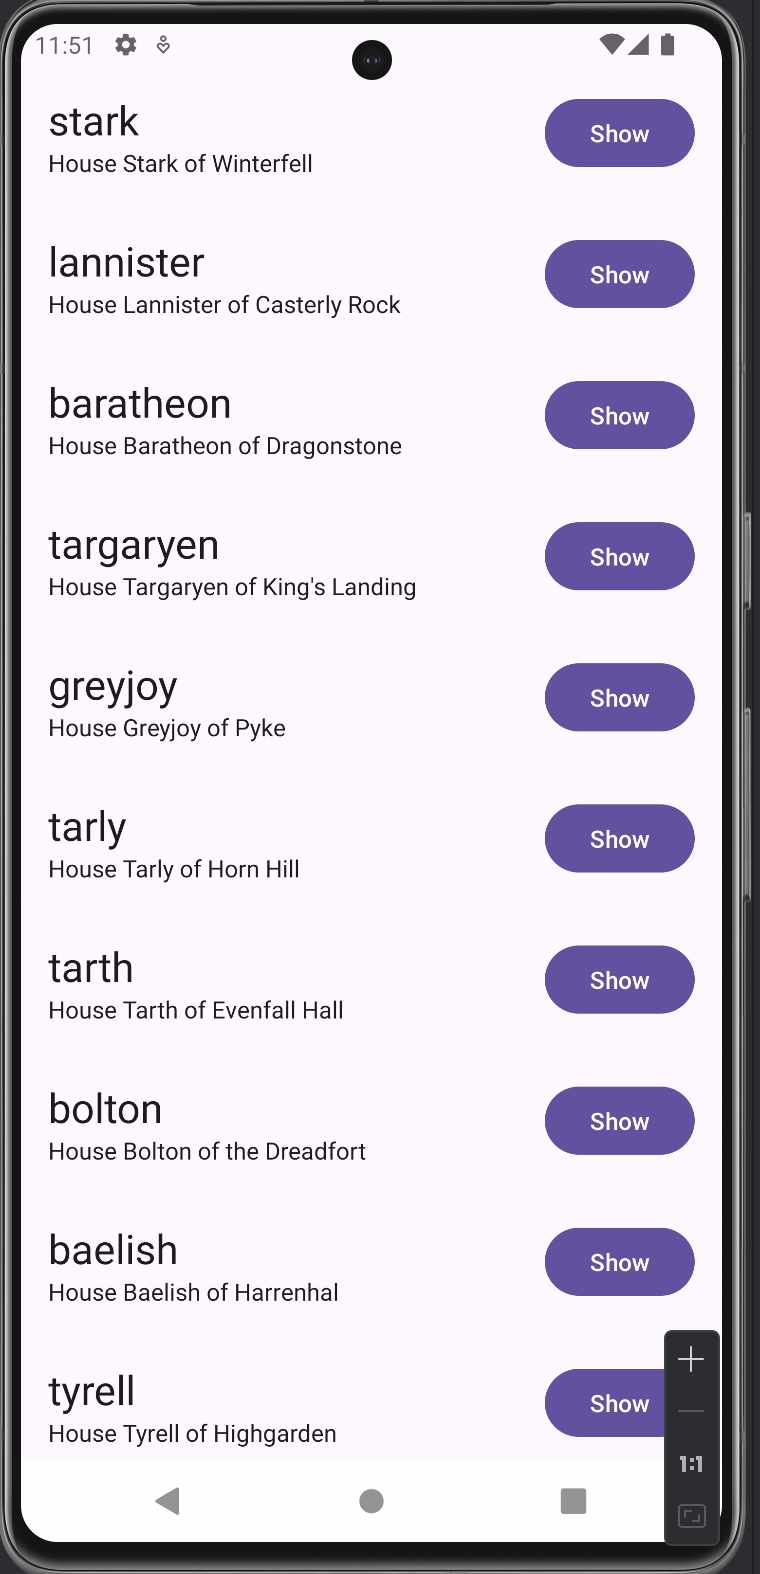 11:51
stark
House Stark of Winterfell
Show
lannister
House Lannister of Casterly Rock
Show
baratheon
House Baratheon of Dragonstone
Show
targaryen
House Targaryen of King's Landing
Show
greyjoy
House Greyjoy of Pyke
Show
tarly
House Tarly of Horn Hill
Show
tarth
House Tarth of Evenfall Hall
Show
bolton
House Bolton of the Dreadfort
Show
baelish
House Baelish of Harrenhal
Show
tyrell
House Tyrell of Highgarden
Show
1:1